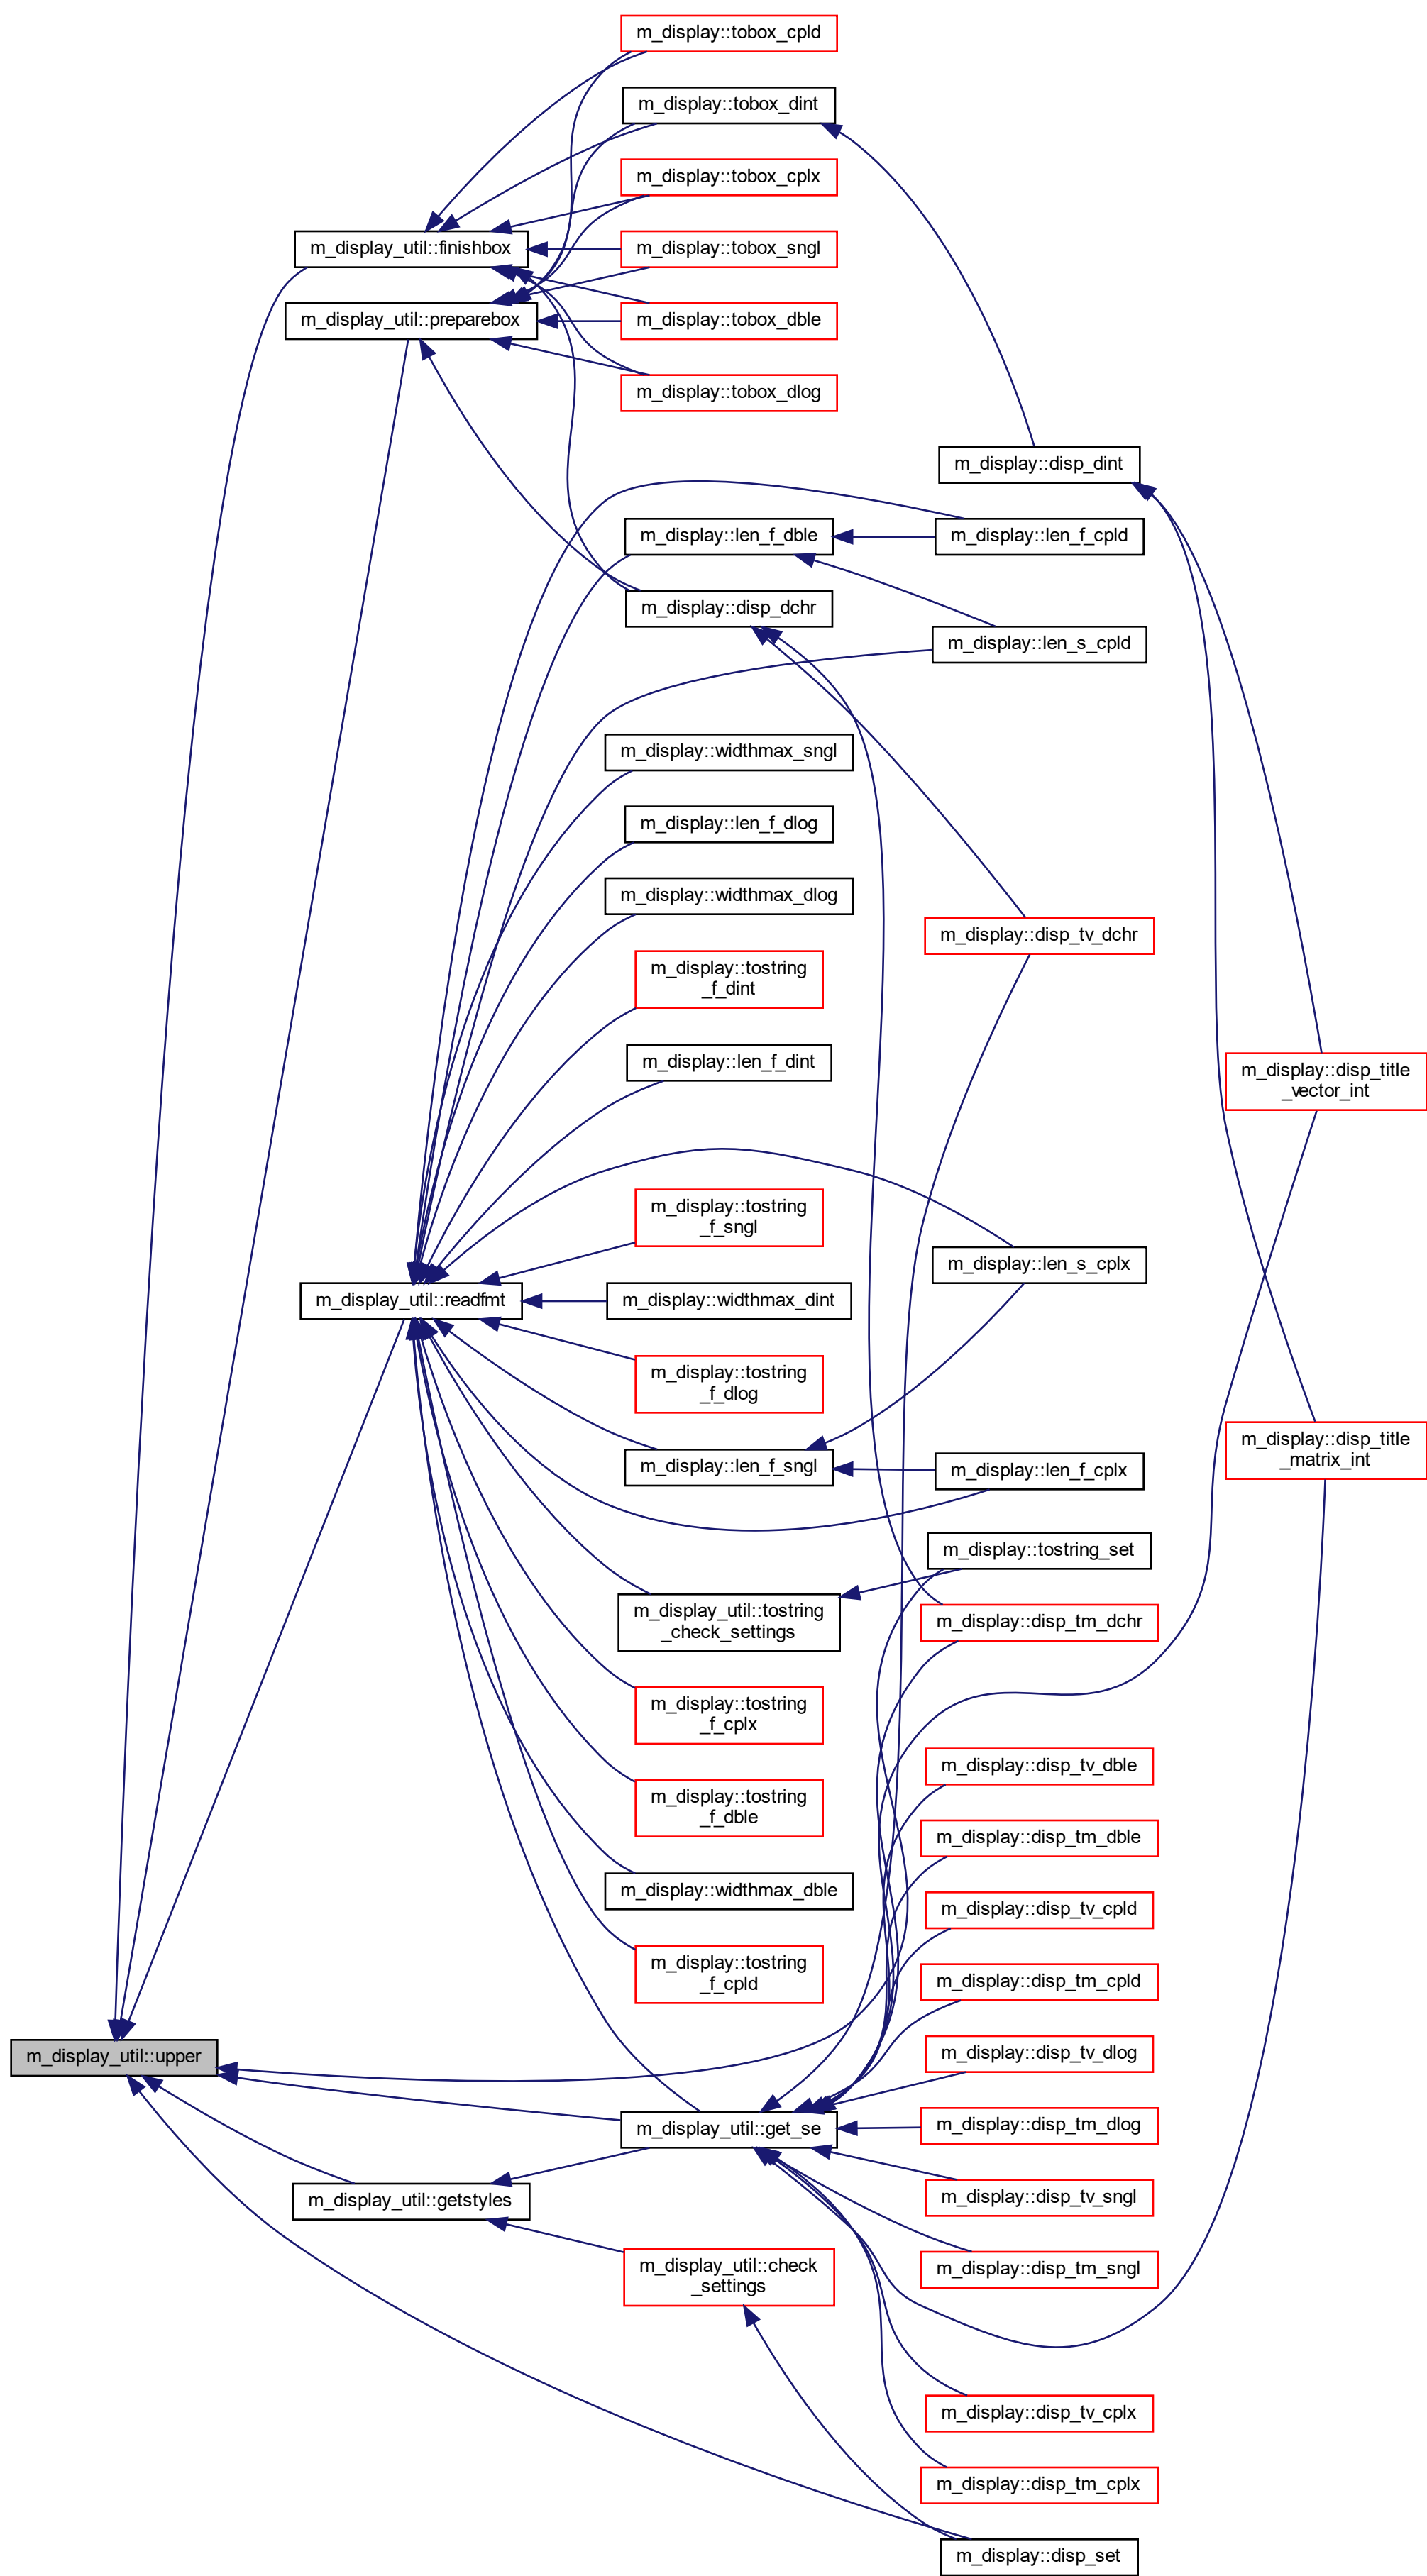 m_display::tobox_cpld
m_display::tobox_dint
m_display::tobox_cplx
m_display_util::finishbox
m_display::tobox_sngl
m_display_util::preparebox
m_display::tobox_dble
m_display::tobox_dlog
m_display::disp_dint
m_display::len_f_dble
m_display::len_f_cpld
m_display::disp_dchr
m_display::len_s_cpld
m_display::widthmax_sngl
m_display::len_f_dlog
m_display::widthmax_dlog
m_display::disp_tv_dchr
m_display::tostring
_f_dint
m_display::len_f_dint
m_display::disp_title
_vector_int
m_display::tostring
_f_sngl
m_display::len_s_cplx
m_display_util::readfmt
m_display::widthmax_dint
m_display::tostring
_f_dlog
m_display::disp_title
_matrix_int
m_display::len_f_sngl
m_display::len_f_cplx
m_display::tostring_set
m_display_util::tostring
_check_settings
m_display::disp_tm_dchr
m_display::tostring
_f_cplx
m_display::disp_tv_dble
m_display::tostring
_f_dble
m_display::disp_tm_dble
m_display::widthmax_dble
m_display::disp_tv_cpld
m_display::tostring
_f_cpld
m_display::disp_tm_cpld
m_display_util::upper
m_display::disp_tv_dlog
m_display_util::get_se
m_display::disp_tm_dlog
m_display_util::getstyles
m_display::disp_tv_sngl
m_display_util::check
_settings
m_display::disp_tm_sngl
m_display::disp_tv_cplx
m_display::disp_tm_cplx
m_display::disp_set